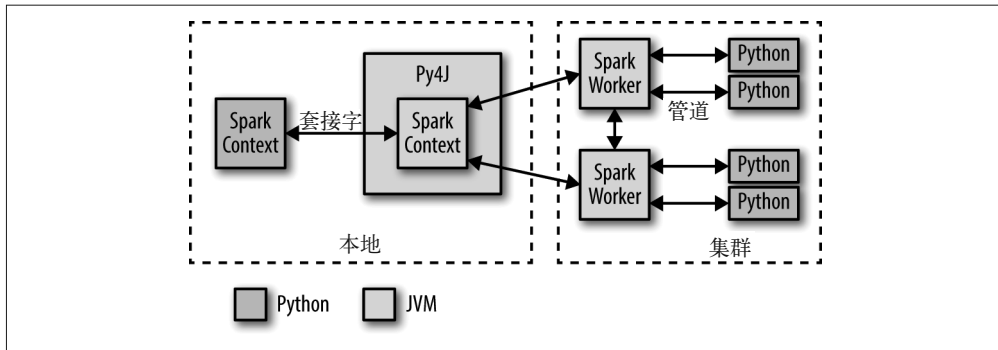 Py4J
Spark
Context
套接字
Spark
Context
本地
Spark
Worker
Python
Python
管道
Spark
Worker
Python
Python
集群
Python
JVM